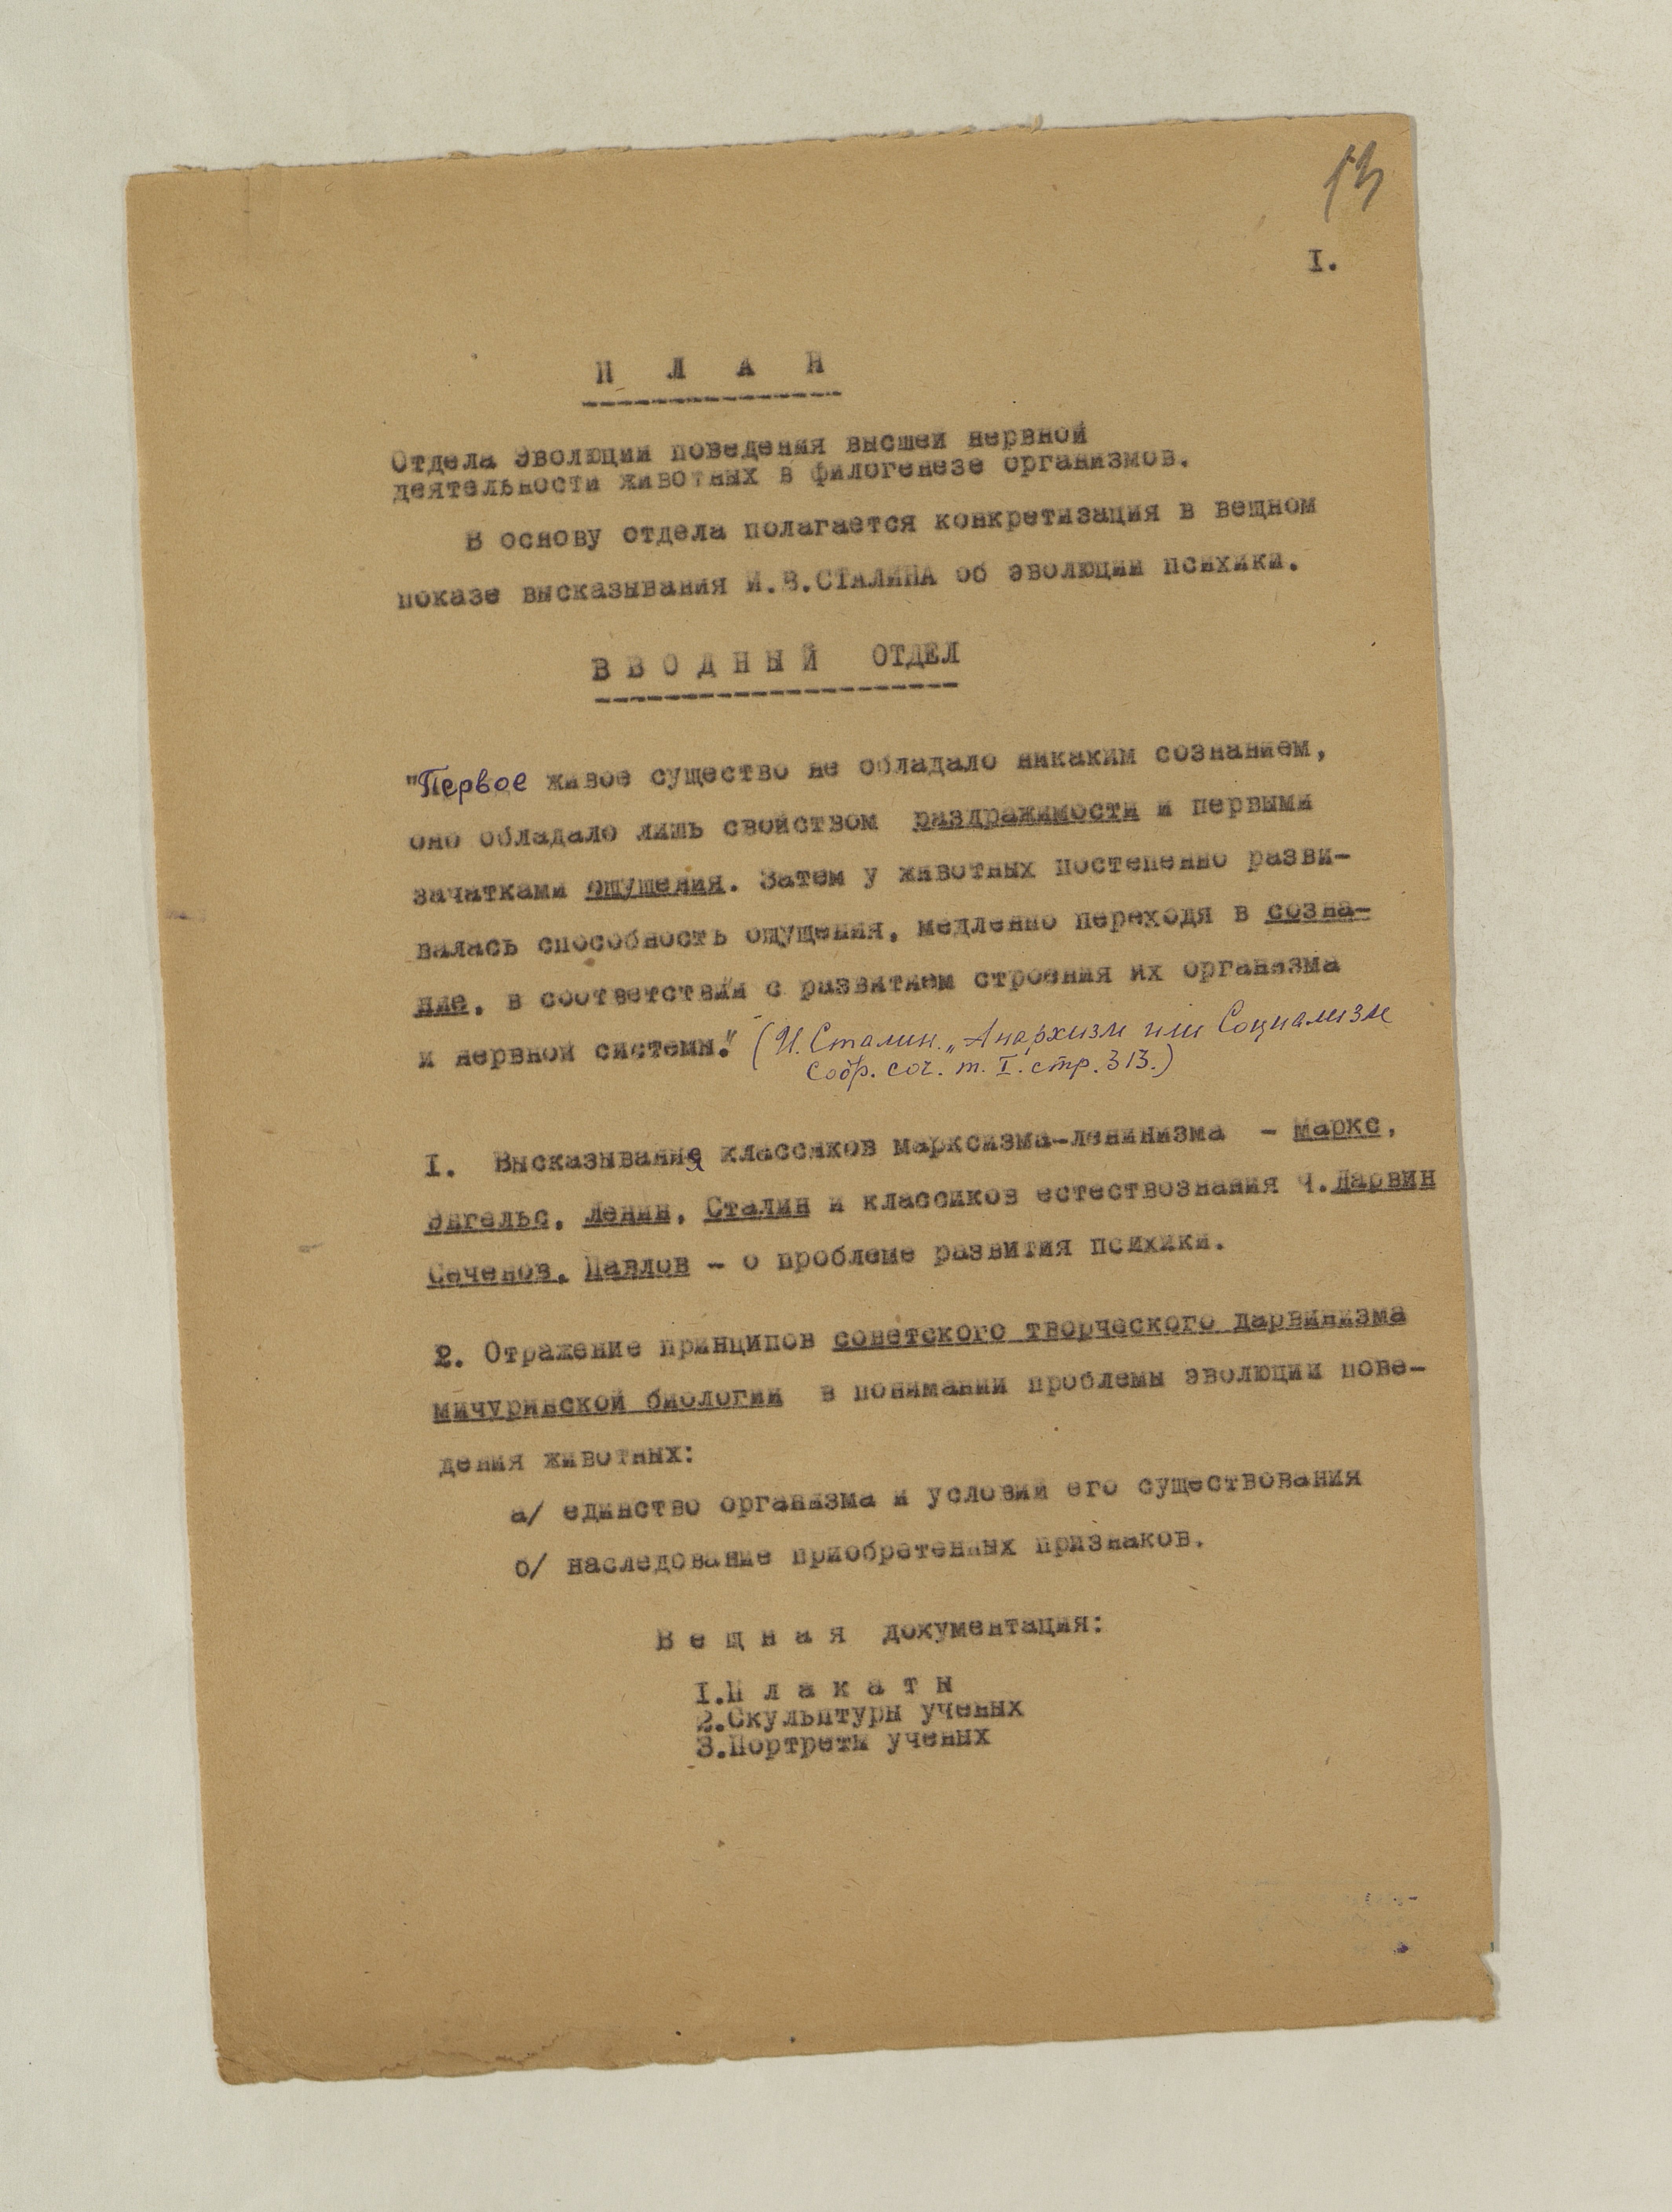 13
I.
П Л А Н
Отдела Эволюции поведения высшей нервной
деятельности животных в филогенезе организмов.
В основу отдела полагается конкретизация в вещном
показе высказывания И.В.СТАЛИНА об эволюции психики.
В В О Д Н Ы Й ОТДЕЛ
"Первое живое существо не обладало никаким сознанием,
оно обладало лишь свойством раздражимости и первыми
зачатками ощущения. Затем у животных постепенно разви-
валась способность ощущения, медленно переходя в созна-
ние, в соответствии с развитием строения их организма
и нервной системы." (И. Сталин. „Анархизм или Социализм
Собр. соч. т. I. стр. 313.)
I. Высказывания классиков марксизма-ленинизма - Маркс,
Энгельс, Ленин, Сталин и классиков естествознания Ч.Дарвин
Сеченов, Павлов - о проблеме развития психики.
2. Отражение принципов советского творческого дарвинизма
мичуринской биологии в понимании проблемы эволюции пове-
дения животных:
а/ единство организма и условий его существования
б/ наследование приобретенных признаков.
В е щ н а я документация:
1.П л а к а т ы
2.Скульптуры ученых
3.Портреты ученых